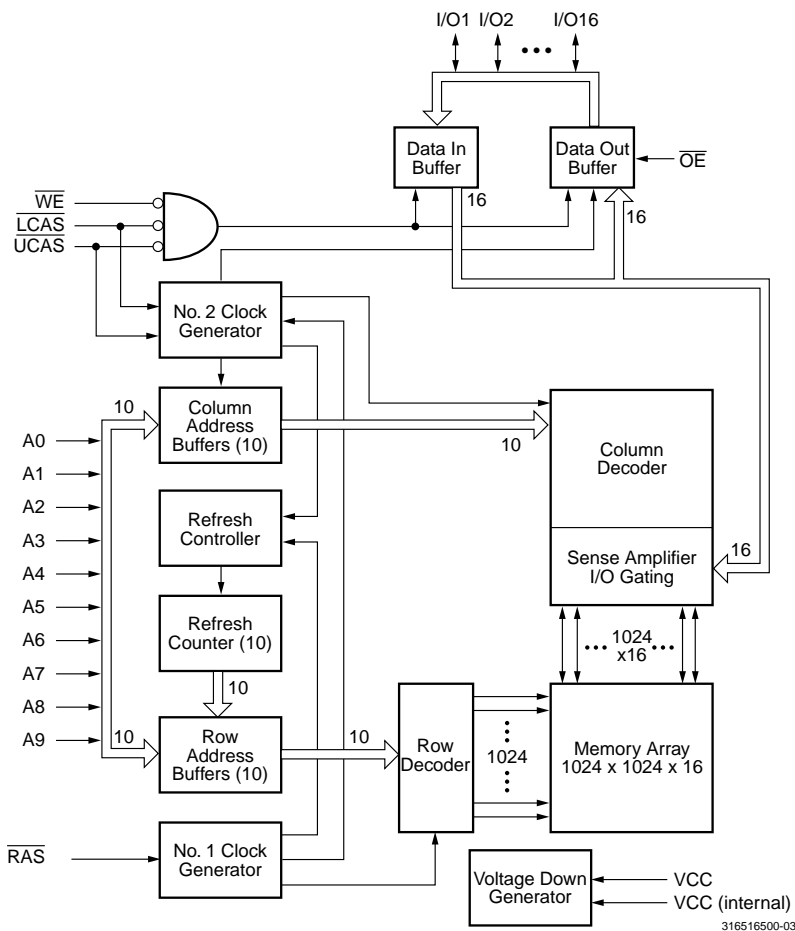 I/O1 I/O2 ••• I/O16
Data In
Buffer
Data Out
Buffer
OE
WE
LCAS
UCAS
16
16
No. 2 Clock
Generator
10
Column
Address
Buffers (10)
10
Column
Decoder
A0
A1
A2
A3
A4
A5
A6
A7
A8
A9
Refresh
Controller
Sense Amplifier
I/O Gating
16
Refresh
Counter (10)
••• 1024 •••
x16
10
10
Row
Address
Buffers (10)
10
Row
Decoder
1024
Memory Array
1024 x 1024 x 16
RAS
No. 1 Clock
Generator
Voltage Down
Generator
VCC
VCC (internal)
316516500-03